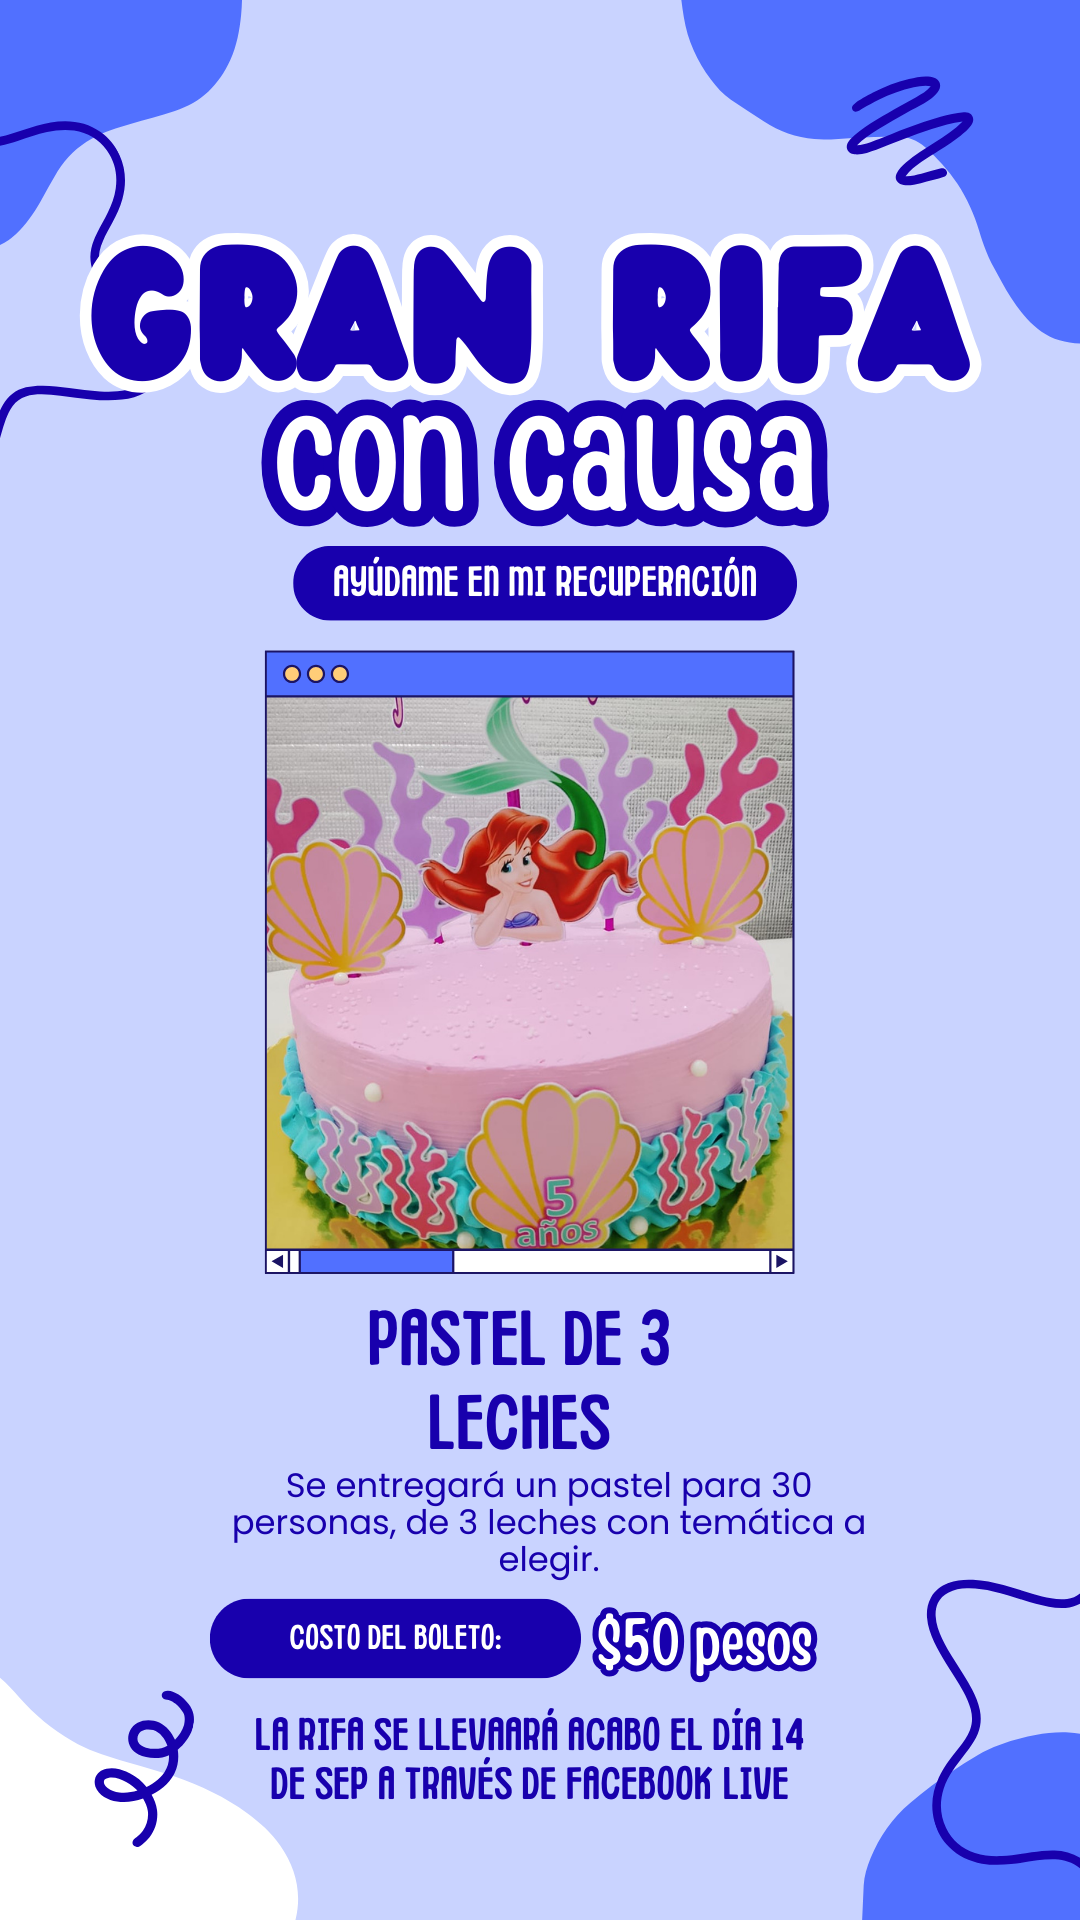 GRAN RIFA
con causa
AYÚDAME EN MI RECUPERACIÓN
5
años
PASTEL DE 3
LECHES
Se entregará un pastel para 30
personas, de 3 leches con temática a
elegir.
COSTO DEL BOLETO:
$50 pesos
LA RIFA SE LLEVAARÁ ACABO EL DÍA 14
DE SEP A TRAVÉS DE FACEBOOK LIVE